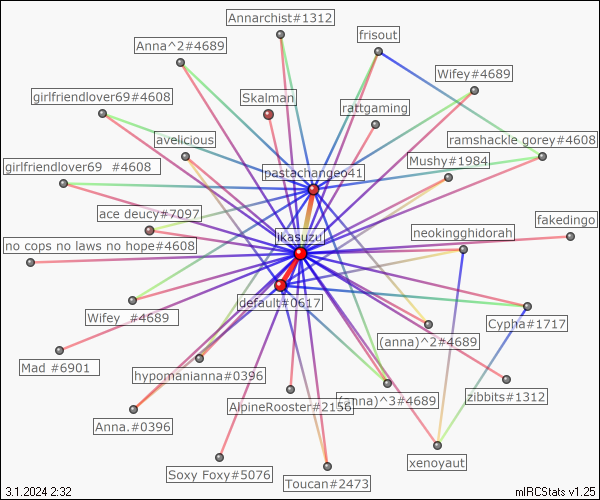 Annarchist#1312
frisout
Anna^2#4689
Wifey#4689
girlfriendlover69#4608
Skalman
rattgaming
avelicious
ramshackle gorey#4608
Mushy#1984
girlfriendlover69 #4608
pastachangeo41
ace deucy#7097
fakedingo
ikasuzu
neokingghidorah
no cops no laws no hope#4608
default#0617
Wifey #4689
Cypha#1717
(anna)^2#4689
Mad #6901
hypomanianna#0396
zibbits#1312
AlpineRooster#2156
(anna)^3#4689
Anna.#0396
xenoyaut
Soxy Foxy#5076
Toucan#2473
3.1.2024 2:32
mIRCStats v1.25